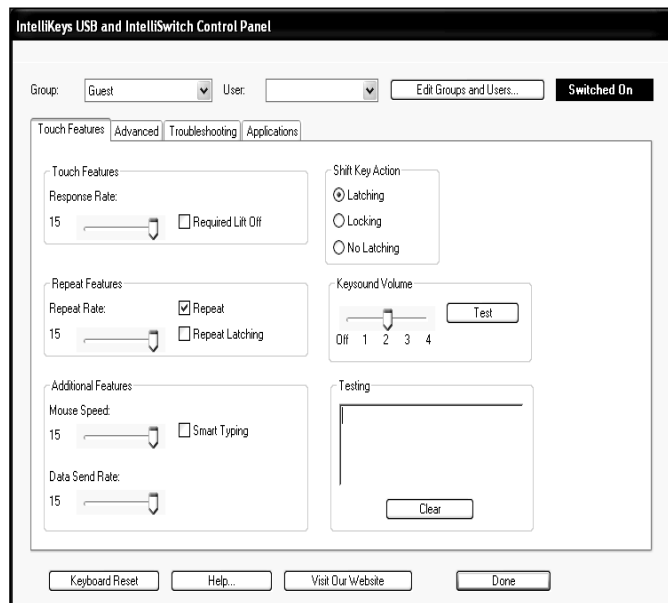 IntelliKeys USB and IntelliSwitch Control Panel
Group: Guest User: Edit Groups and Users... Switched On
Touch Features Advanced Troubleshooting Applications
Touch Features
Response Rate:
15 Required Lift Off
Shift Key Action
Latching
Locking
No Latching
Repeat Features
Repeat Rate: Repeat
15 Repeat Latching
Keysound Volume
Test
Off 1 2 3 4
Additional Features
Mouse Speed:
15 Smart Typing
Data Send Rate:
15
Testing
Clear
Keyboard Reset Help... Visit Our Website Done